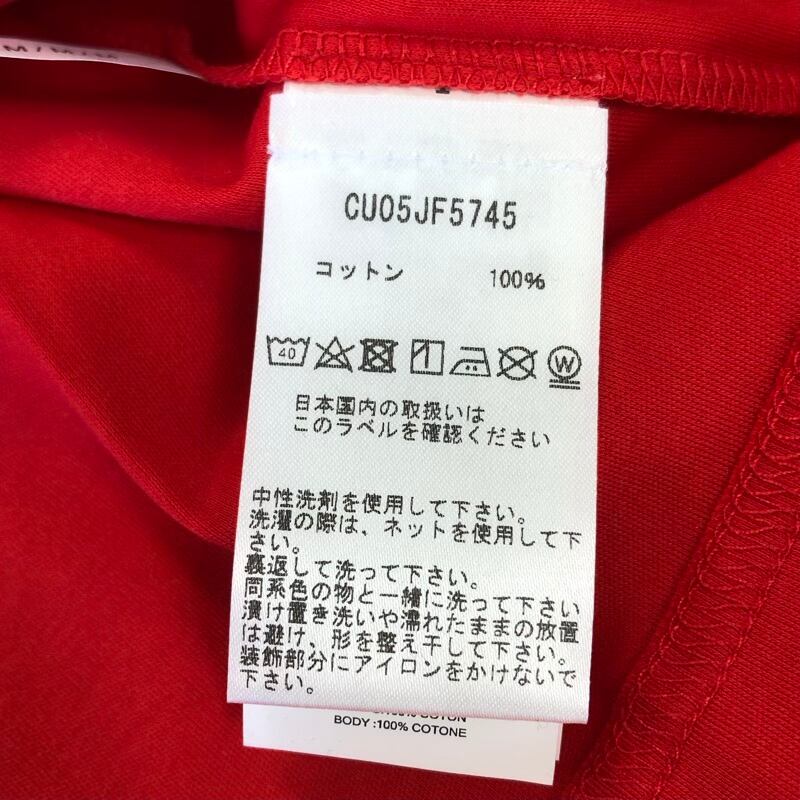 M / M / M
CU05JF5745
コットン 100%
40
W
日本国内の取扱いは
このラベルを確認ください
中性洗剤を使用して下さい。
洗濯の際は、ネットを使用して下
さい。
裏返して洗って下さい。
同系色の物と一緒に洗って下さい
漬け置き洗いや濡れたままの放置
は避け、形を整え干して下さい。
装飾部分にアイロンをかけないで
下さい。
BODY :100% COTONE